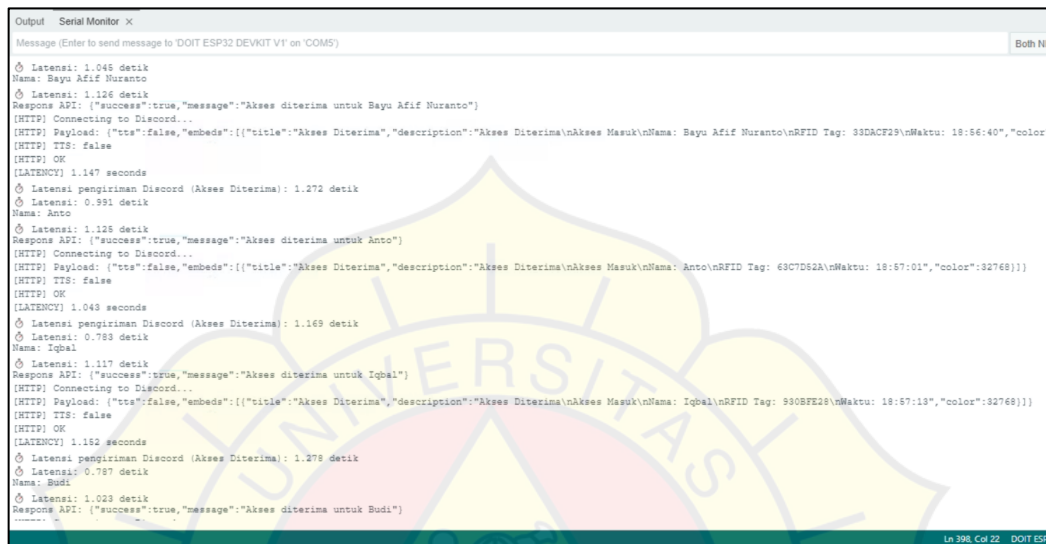 Output Serial Monitor ×
Message (Enter to send message to 'DOIT ESP32 DEVKIT V1' on 'COM5')
Both
⏱ Latensi: 1.045 detik
Nama: Bayu Afif Nuranto
⏱ Latensi: 1.126 detik
Respons API: {"success":true,"message":"Akses diterima untuk Bayu Afif Nuranto"}
[HTTP] Connecting to Discord...
[HTTP] Payload: {"tts":false,"embeds":[{"title":"Akses Diterima","description":"Akses Diterima\nAkses Masuk\nNama: Bayu Afif Nuranto\nRFID Tag: 33DACF29\nWaktu: 18:56:40","color
[HTTP] TTS: false
[HTTP] OK
[LATENCY] 1.147 seconds
⏱ Latensi pengiriman Discord (Akses Diterima): 1.272 detik
⏱ Latensi: 0.991 detik
Nama: Anto
⏱ Latensi: 1.125 detik
Respons API: {"success":true,"message":"Akses diterima untuk Anto"}
[HTTP] Connecting to Discord...
[HTTP] Payload: {"tts":false,"embeds":[{"title":"Akses Diterima","description":"Akses Diterima\nAkses Masuk\nNama: Anto\nRFID Tag: 63C7D52A\nWaktu: 18:57:01","color":32768}]}
[HTTP] TTS: false
[HTTP] OK
[LATENCY] 1.043 seconds
⏱ Latensi pengiriman Discord (Akses Diterima): 1.169 detik
⏱ Latensi: 0.783 detik
Nama: Iqbal
⏱ Latensi: 1.117 detik
Respons API: {"success":true,"message":"Akses diterima untuk Iqbal"}
[HTTP] Connecting to Discord...
[HTTP] Payload: {"tts":false,"embeds":[{"title":"Akses Diterima","description":"Akses Diterima\nAkses Masuk\nNama: Iqbal\nRFID Tag: 930BFE28\nWaktu: 18:57:13","color":32768}]}
[HTTP] TTS: false
[HTTP] OK
[LATENCY] 1.152 seconds
⏱ Latensi pengiriman Discord (Akses Diterima): 1.278 detik
⏱ Latensi: 0.787 detik
Nama: Budi
⏱ Latensi: 1.023 detik
Respons API: {"success":true,"message":"Akses diterima untuk Budi"}
UNIVERSITAS
Ln 398, Col 22 DOIT ESP